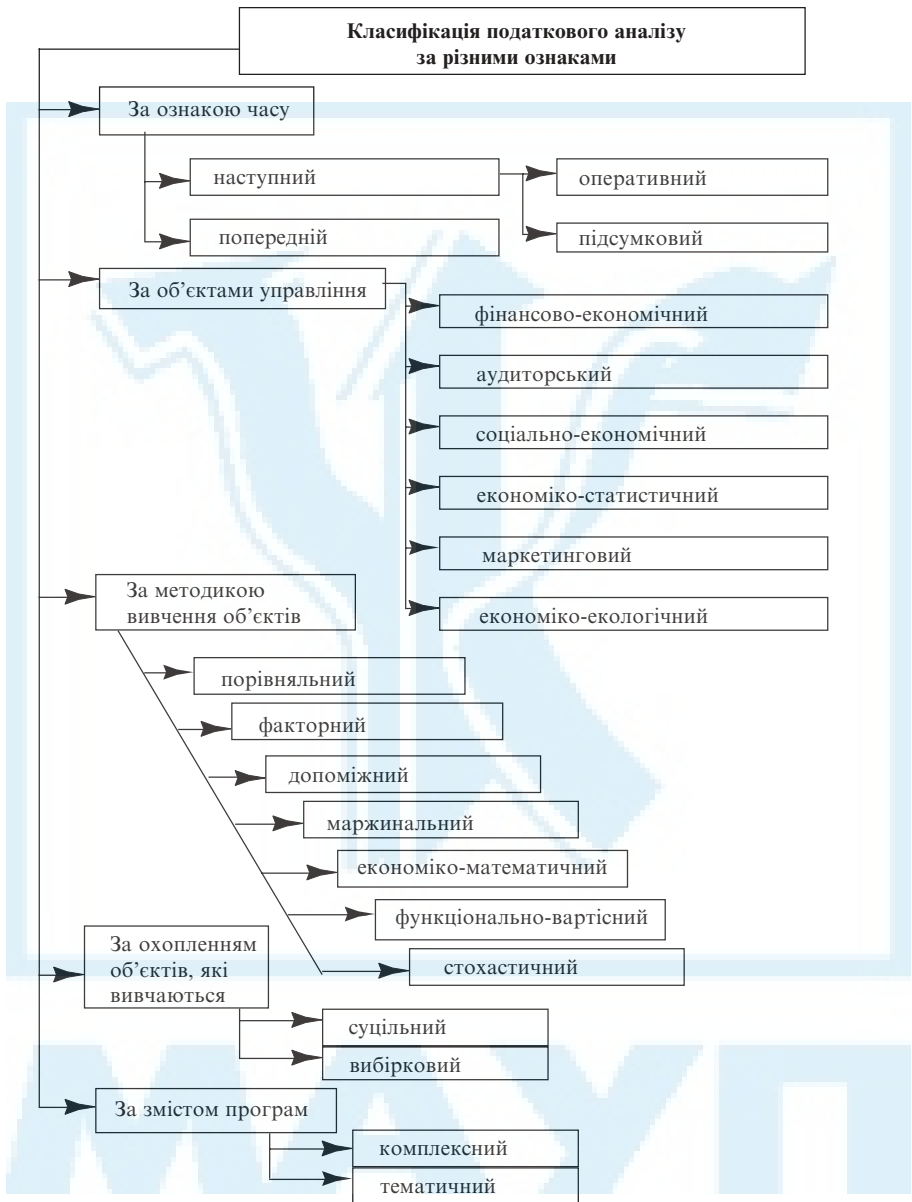 Класифікація податкового аналізу
за різними ознаками
За ознакою часу
наступний
оперативний
попередній
підсумковий
За об’єктами управління
фінансово-економічний
аудиторський
соціально-економічний
економіко-статистичний
маркетинговий
економіко-екологічний
За методикою
вивчення об’єктів
порівняльний
факторний
допоміжний
маржинальний
економіко-математичний
функціонально-вартісний
стохастичний
За охопленням
об’єктів, які
вивчаються
суцільний
вибірковий
За змістом програм
комплексний
тематичний
МАУП